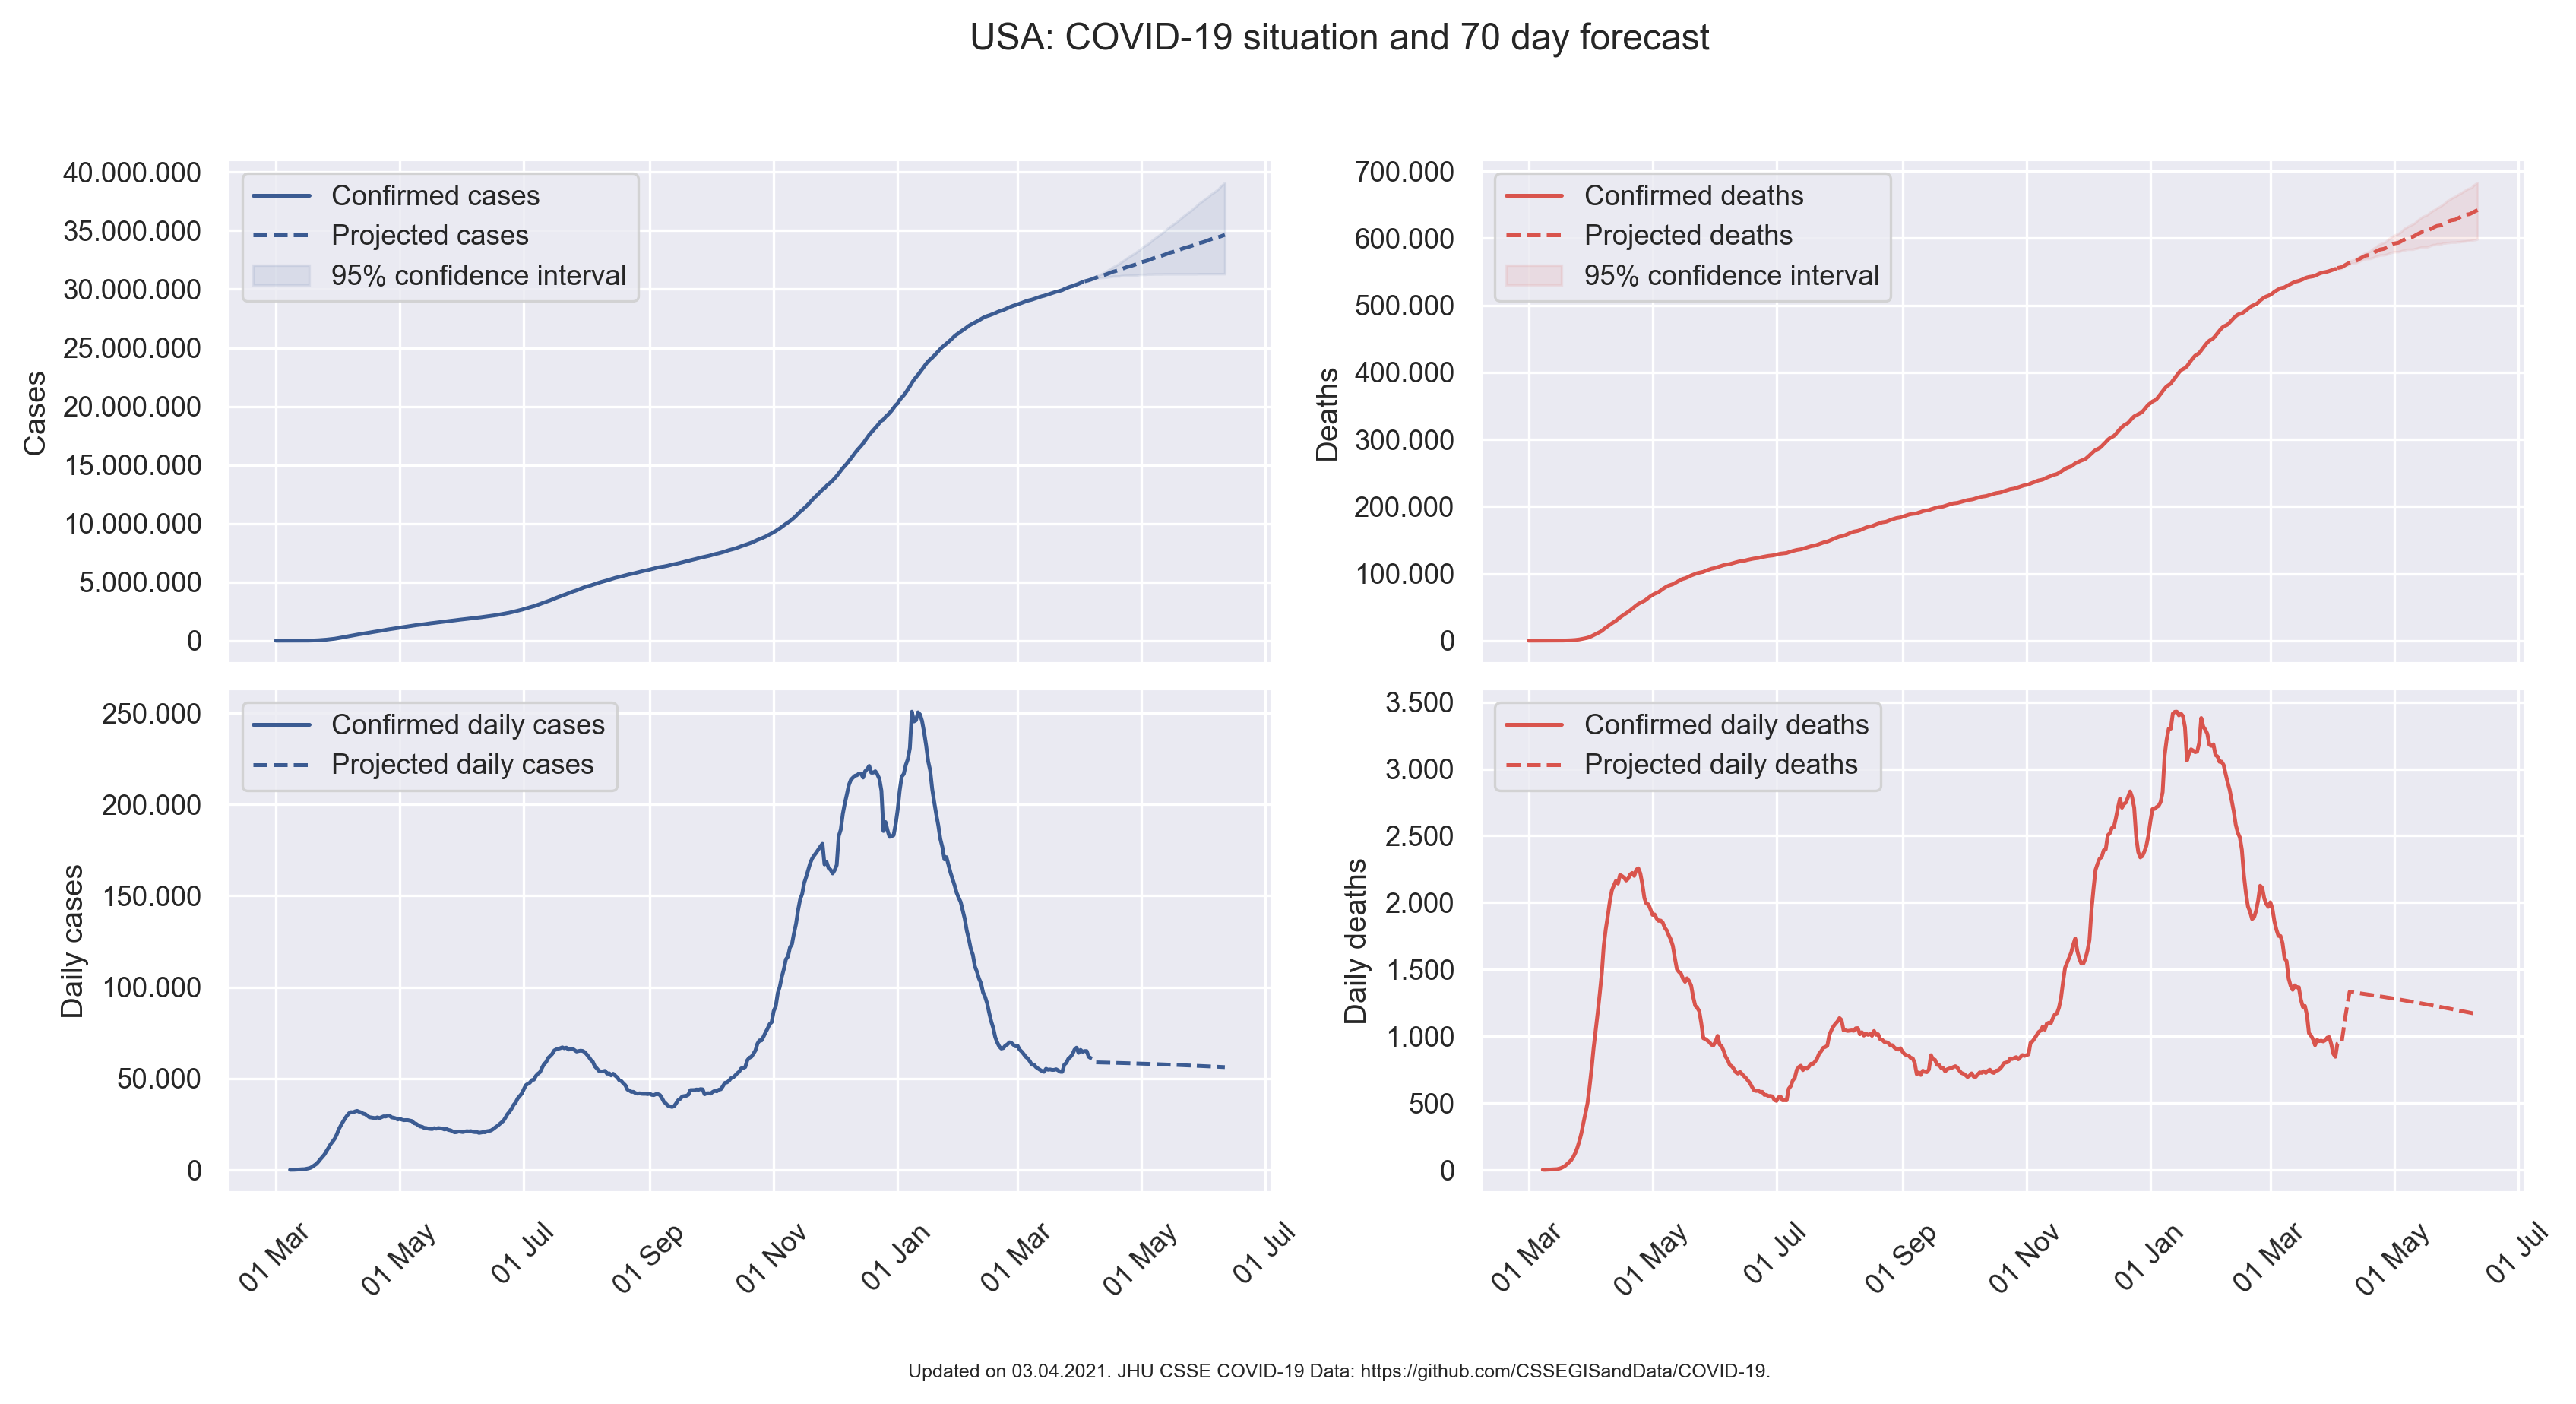 USA: COVID-19 situation and 70 day forecast
40.000.000
35.000.000
30.000.000
25.000.000
20.000.000
15.000.000
10.000.000
5.000.000
0
Cases
Confirmed cases
Projected cases
95% confidence interval
700.000
600.000
500.000
400.000
300.000
200.000
100.000
0
Deaths
Confirmed deaths
Projected deaths
95% confidence interval
250.000
200.000
150.000
100.000
50.000
0
Daily cases
Confirmed daily cases
Projected daily cases
01 Mar
01 May
01 Jul
01 Sep
01 Nov
01 Jan
01 Mar
01 May
01 Jul
3.500
3.000
2.500
2.000
1.500
1.000
500
0
Daily deaths
Confirmed daily deaths
Projected daily deaths
01 Mar
01 May
01 Jul
01 Sep
01 Nov
01 Jan
01 Mar
01 May
01 Jul
Updated on 03.04.2021. JHU CSSE COVID-19 Data: https://github.com/CSSEGISandData/COVID-19.